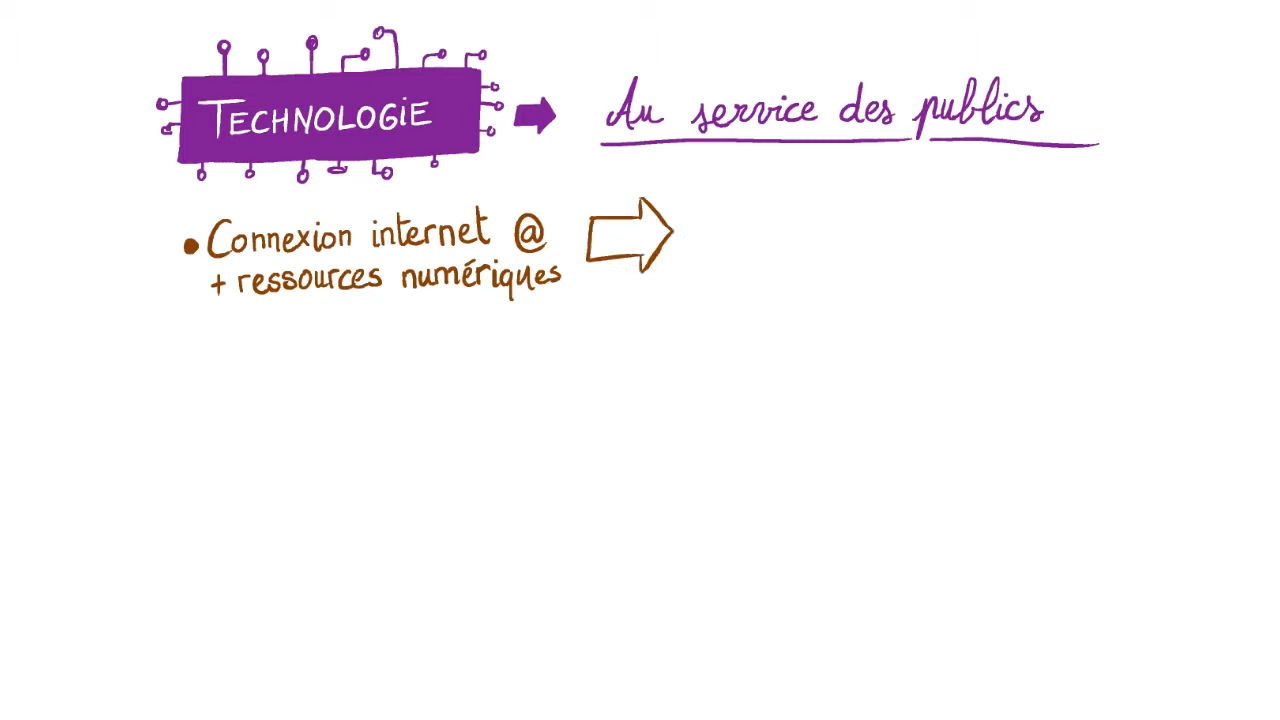 TECHNOLOGiE
Au service des publics
• Connexion internet @
+ ressources numériques